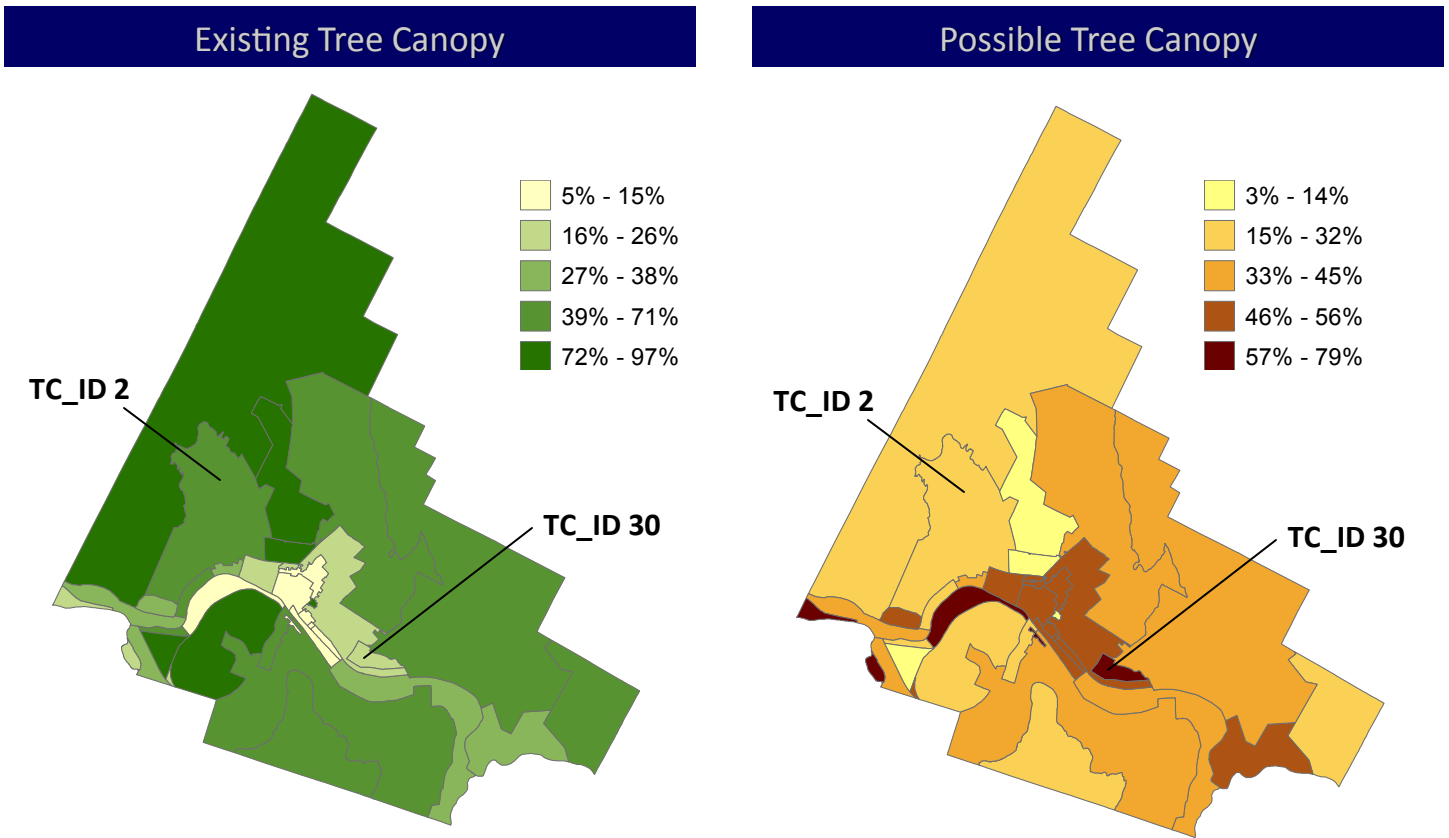 Existing Tree Canopy
5% - 15%
16% - 26%
27% - 38%
39% - 71%
72% - 97%
TC_ID 2
TC_ID 30
Possible Tree Canopy
3% - 14%
15% - 32%
33% - 45%
46% - 56%
57% - 79%
TC_ID 2
TC_ID 30